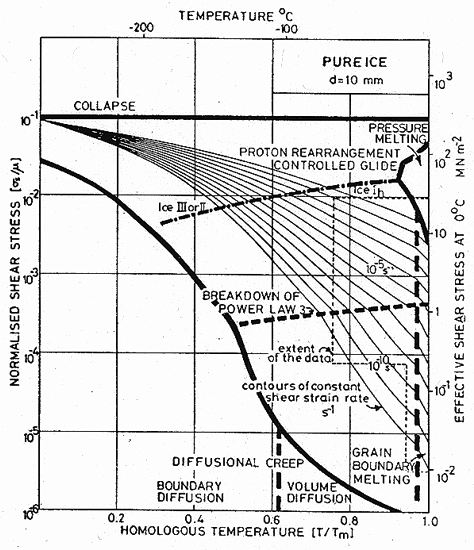 TEMPERATURE °C
-200
-100
PURE ICE
d=10 mm
10³
COLLAPSE
10⁻¹
PRESSURE
MELTING
10²
PROTON REARRANGEMENT
CONTROLLED GLIDE
MN m⁻²
Ice Ih
10⁻²
Ice III or II
NORMALISED SHEAR STRESS [σs/μ]
EFFECTIVE SHEAR STRESS AT 0°C
10⁻⁵s⁻¹
10⁻³
BREAKDOWN OF
POWER LAW
1
extent
of the data
10⁻¹⁰s⁻¹
10⁻⁴
contours of constant
shear strain rate
s⁻¹
10⁻¹
10⁻⁵
GRAIN
BOUNDARY
MELTING
10⁻²
DIFFUSIONAL CREEP
BOUNDARY
DIFFUSION
VOLUME
DIFFUSION
10⁻⁶
0.2
0.4
0.6
0.8
1.0
HOMOLOGOUS TEMPERATURE [T/Tm]